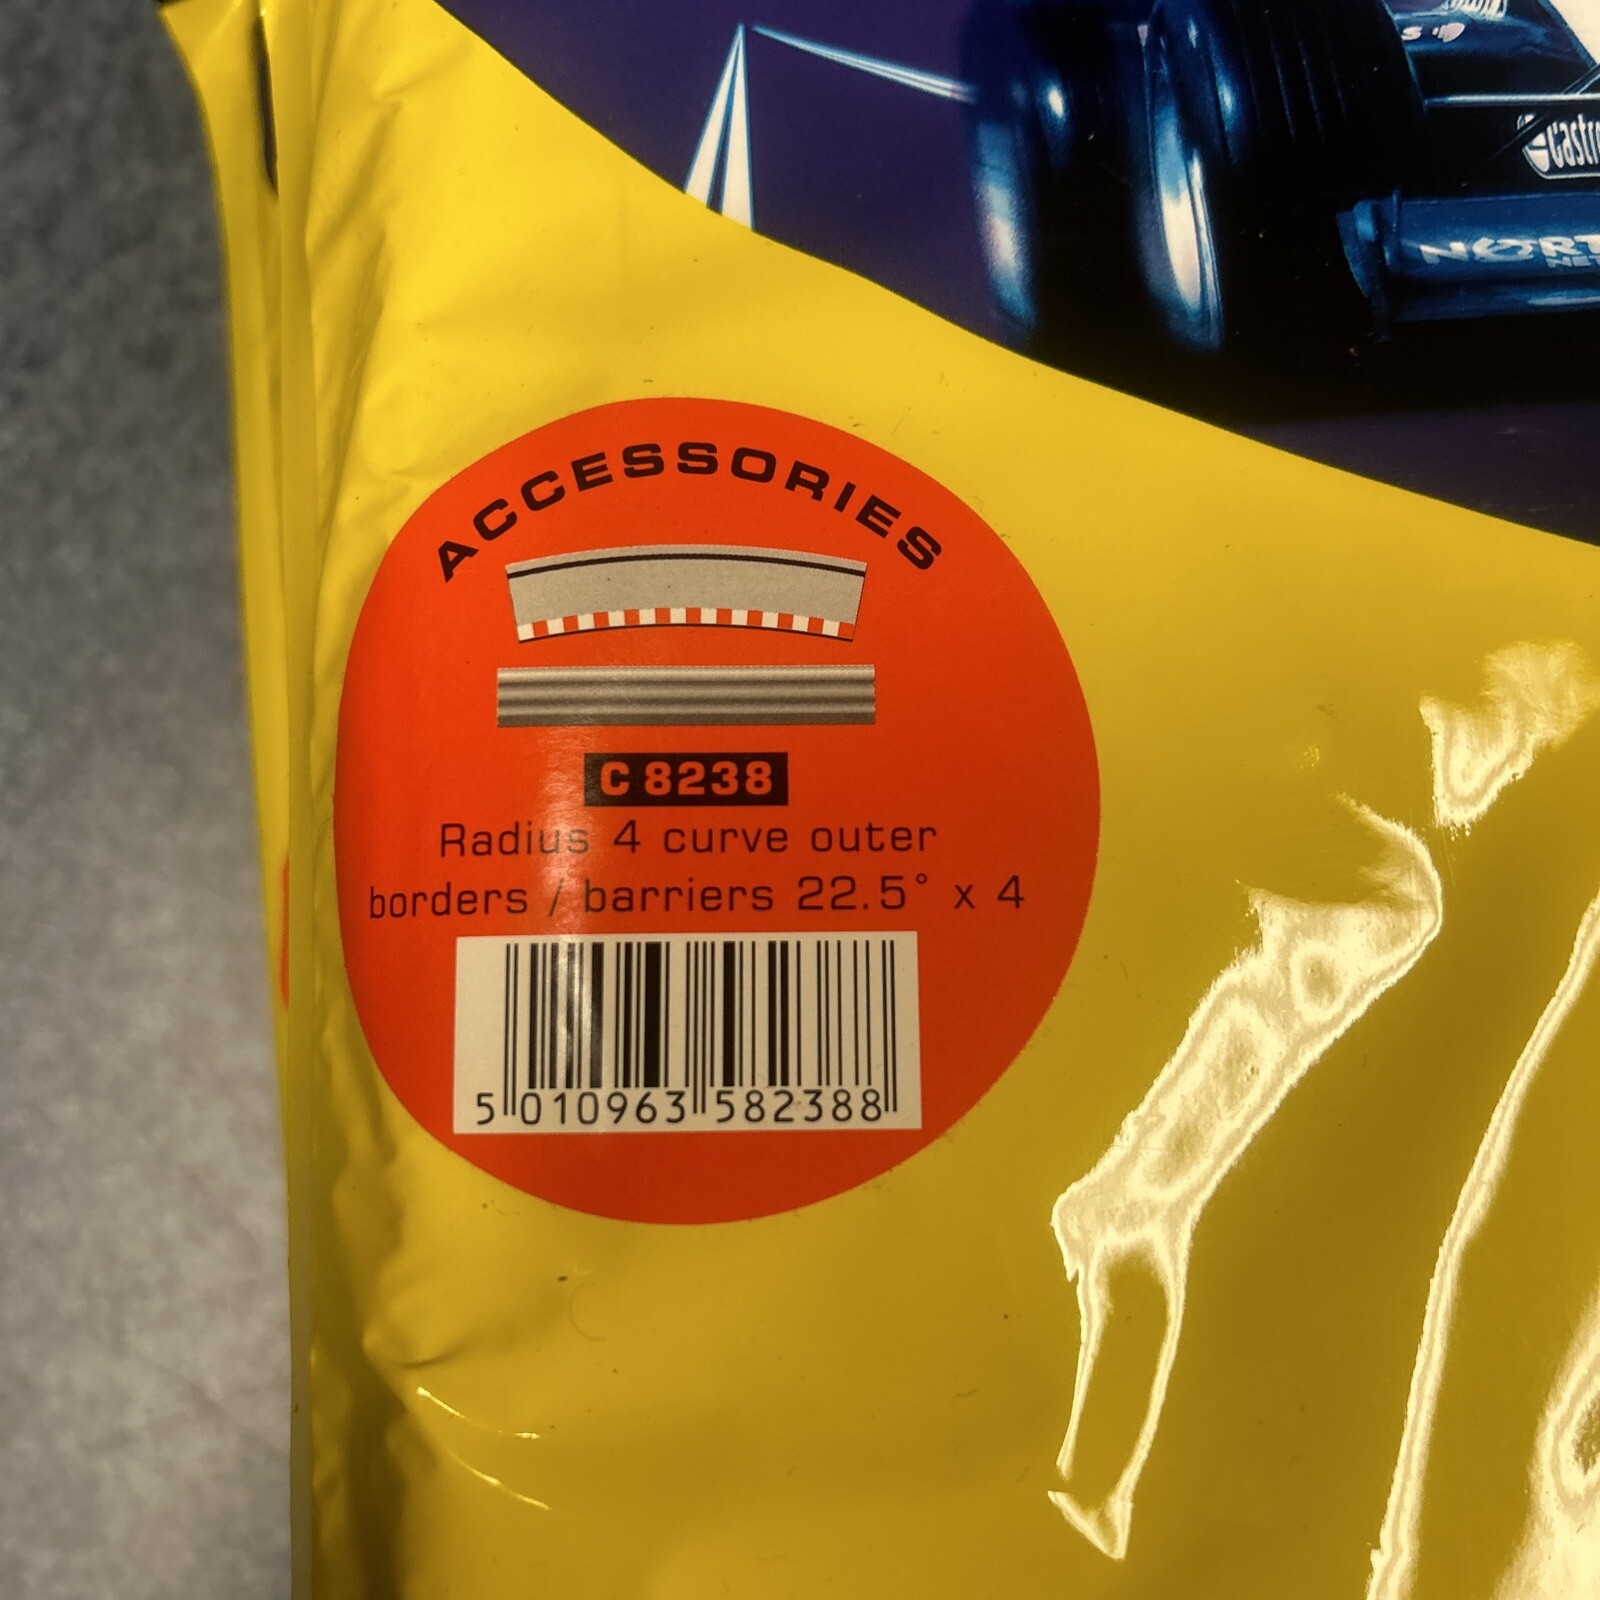 ACCESSORIES
C 8238
Radius 4 curve outer
borders / barriers 22.5° x 4
5 010963 582388